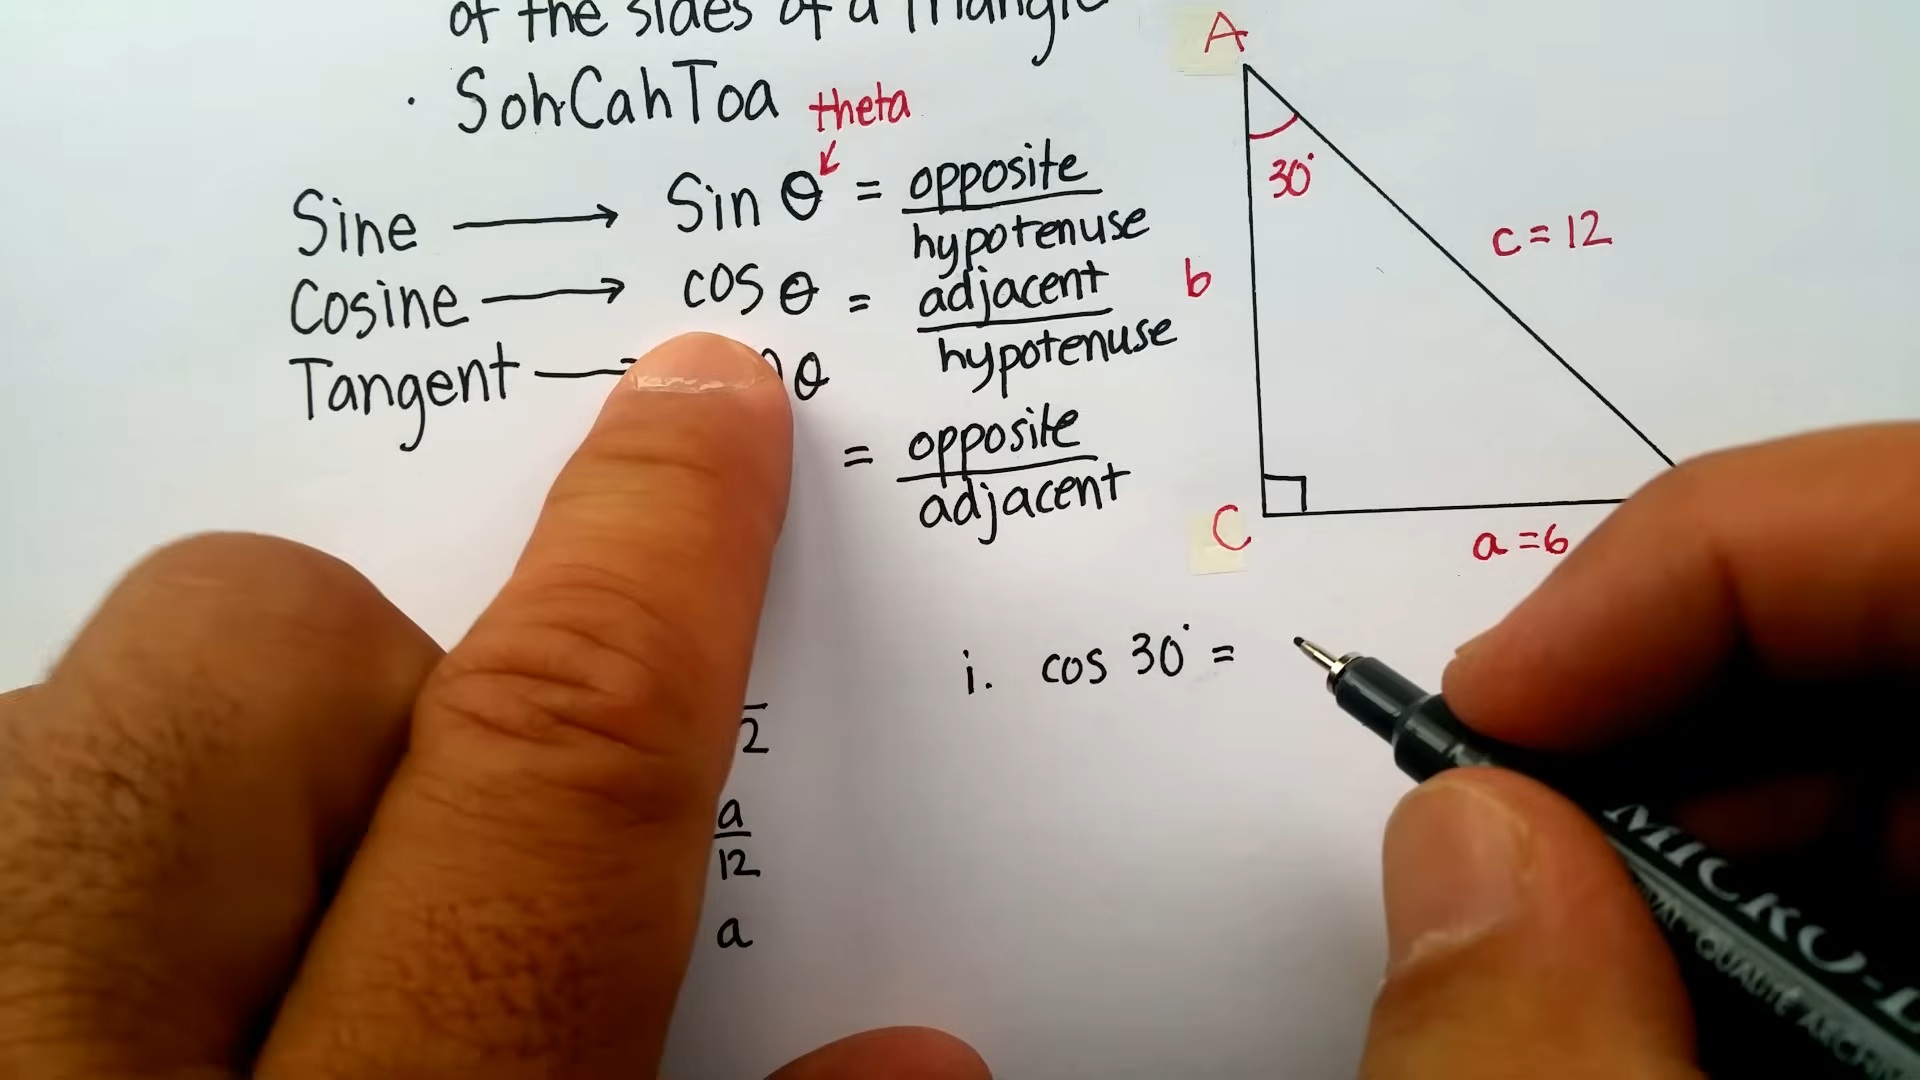 of the sides of a Triangle
· SohCahToa theta
Sine → Sin θ = opposite
hypotenuse
Cosine → cos θ = adjacent
hypotenuse
Tangent θ
= opposite
adjacent
A
30°
c = 12
b
C
a = 6
i. cos 30° =
2
a
12
a